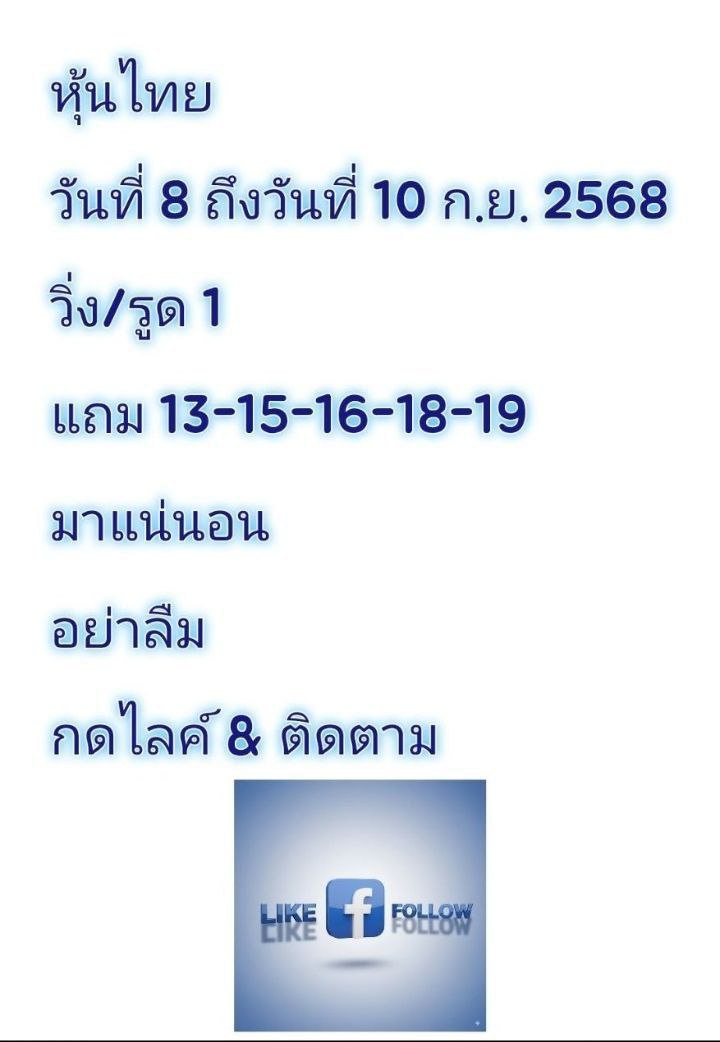 หุ้นไทย
วันที่ 8 ถึงวันที่ 10 ก.ย. 2568
วิ่ง/รูด 1
แถม 13-15-16-18-19
มาแน่นอน
อย่าลืม
กดไลค์ & ติดตาม
LIKE f FOLLOW